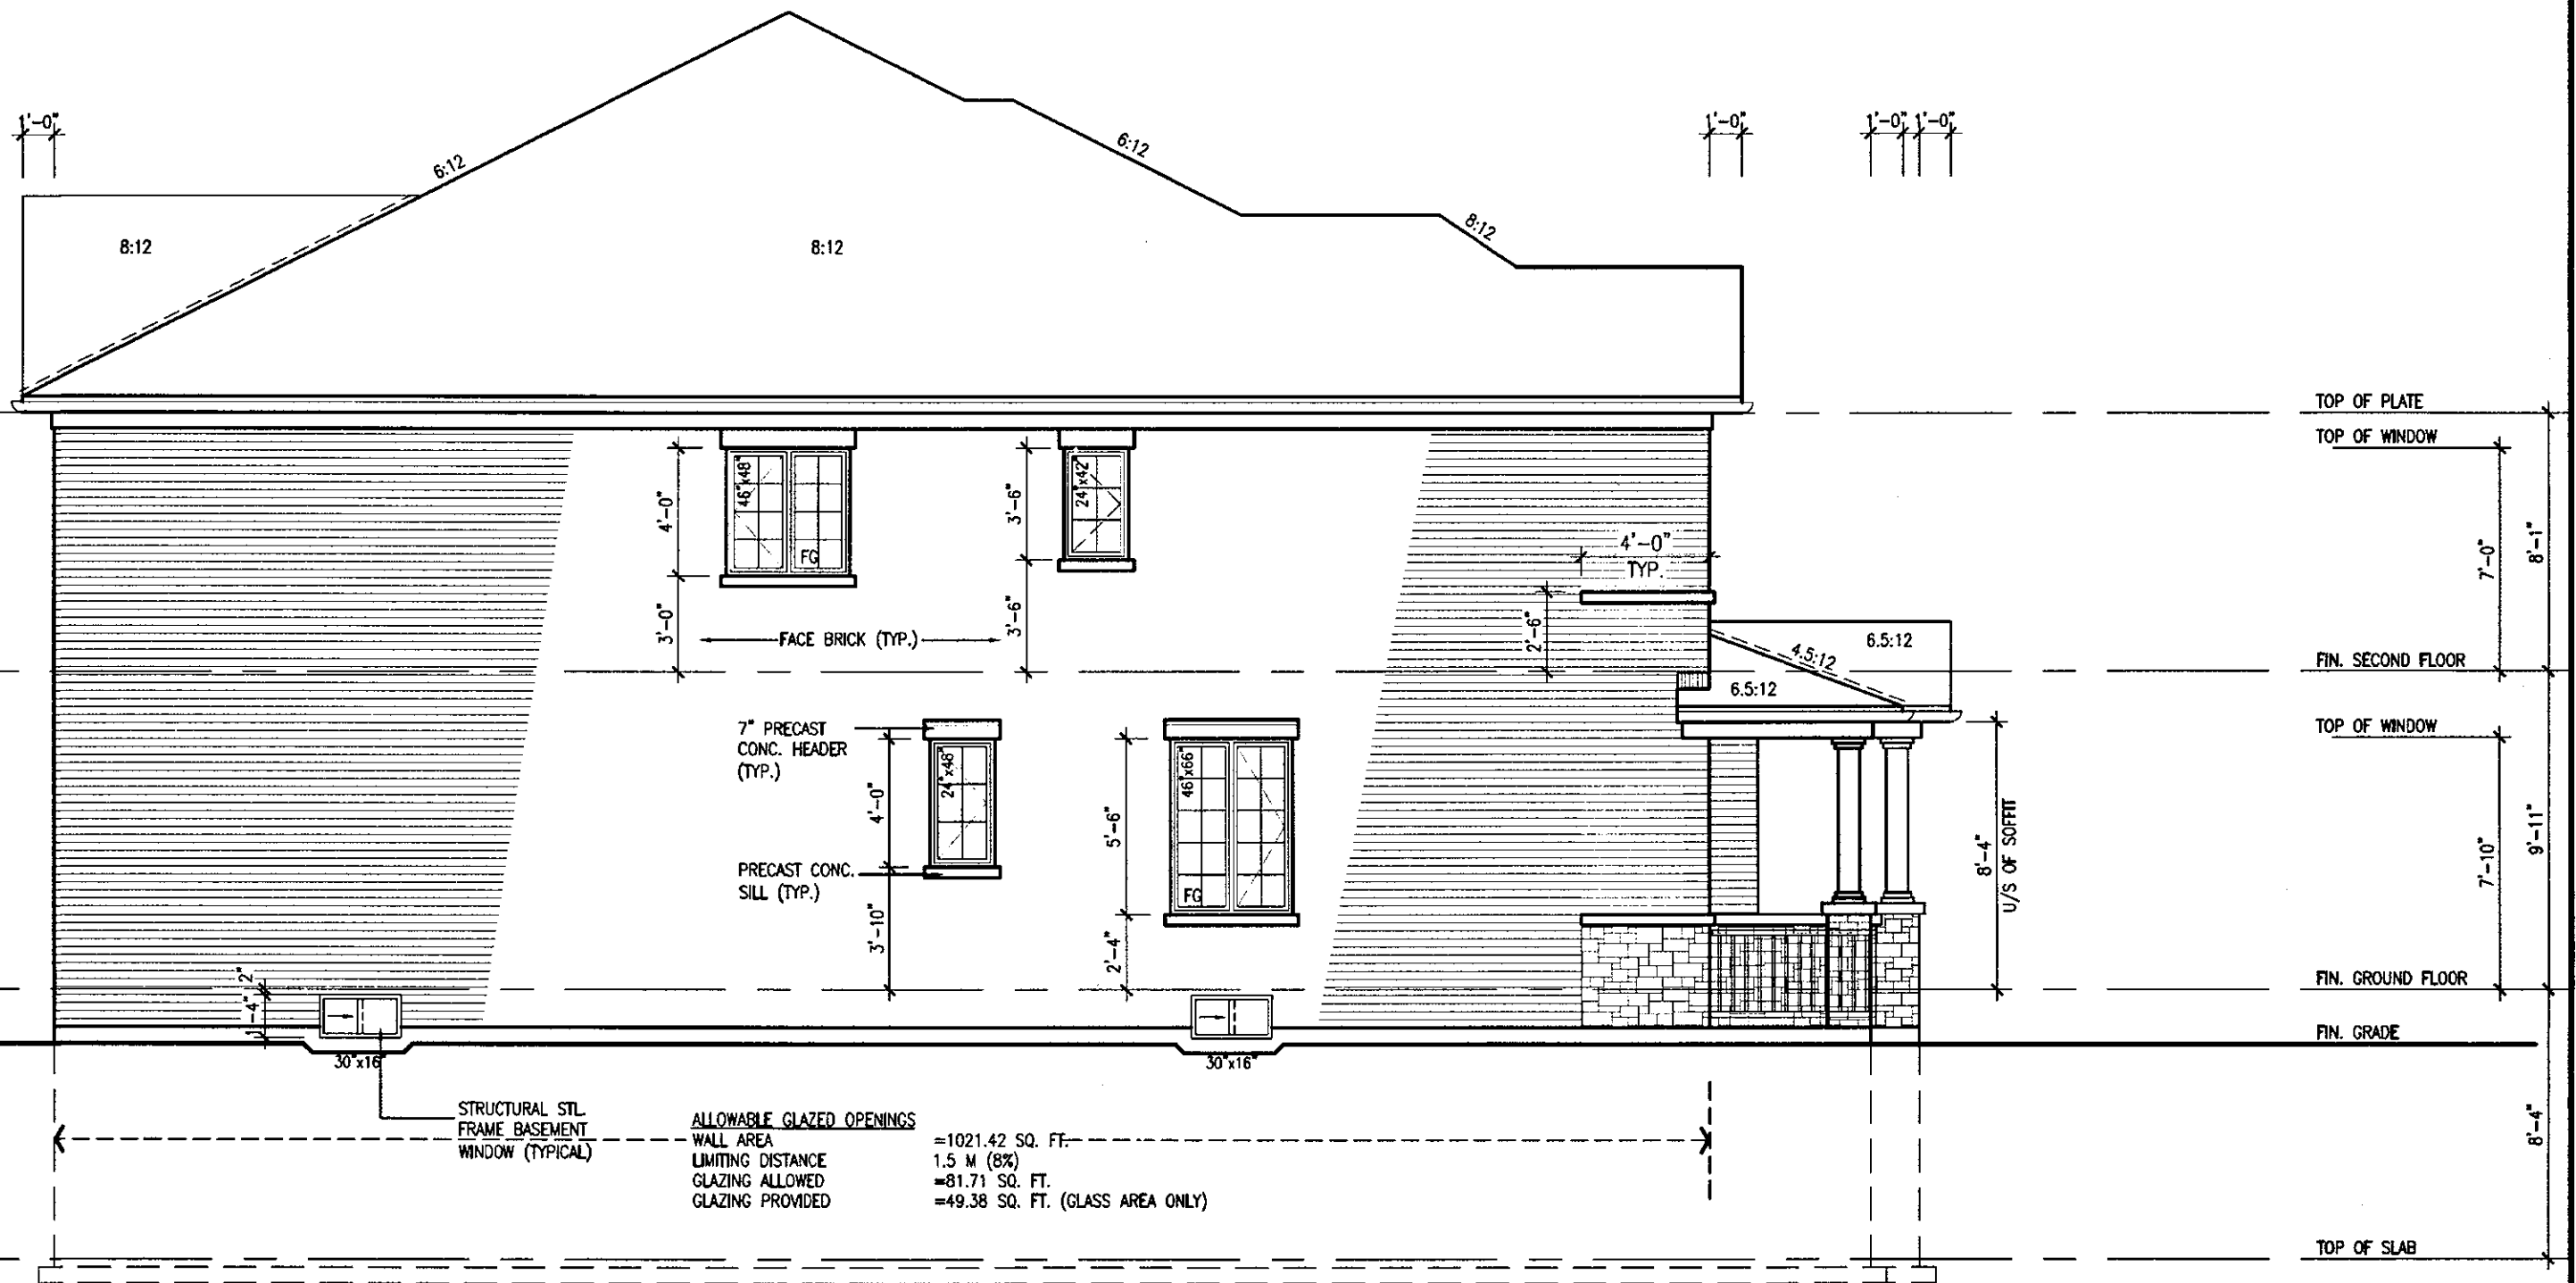 1'-0"
1'-0"
1'-0"
1'-0"
6:12
6:12
8:12
8:12
8:12
TOP OF PLATE
TOP OF WINDOW
46"x48"
FG
24"x42"
4'-0"
3'-6"
4'-0"
TYP.
7'-0"
8'-1"
3'-0"
FACE BRICK (TYP.)
3'-6"
2'-6"
4.5:12
6.5:12
6.5:12
FIN. SECOND FLOOR
7" PRECAST
CONC. HEADER
(TYP.)
24"x48"
46"x66"
FG
TOP OF WINDOW
4'-0"
5'-6"
PRECAST CONC.
SILL (TYP.)
3'-10"
2'-4"
8'-4"
U/S OF SOFFIT
7'-10"
9'-11"
2"
1'-4"
FIN. GROUND FLOOR
FIN. GRADE
30"x16"
30"x16"
STRUCTURAL STL.
FRAME BASEMENT
WINDOW (TYPICAL)
ALLOWABLE GLAZED OPENINGS
WALL AREA =1021.42 SQ. FT.
LIMITING DISTANCE 1.5 M (8%)
GLAZING ALLOWED =81.71 SQ. FT.
GLAZING PROVIDED =49.38 SQ. FT. (GLASS AREA ONLY)
8'-4"
TOP OF SLAB